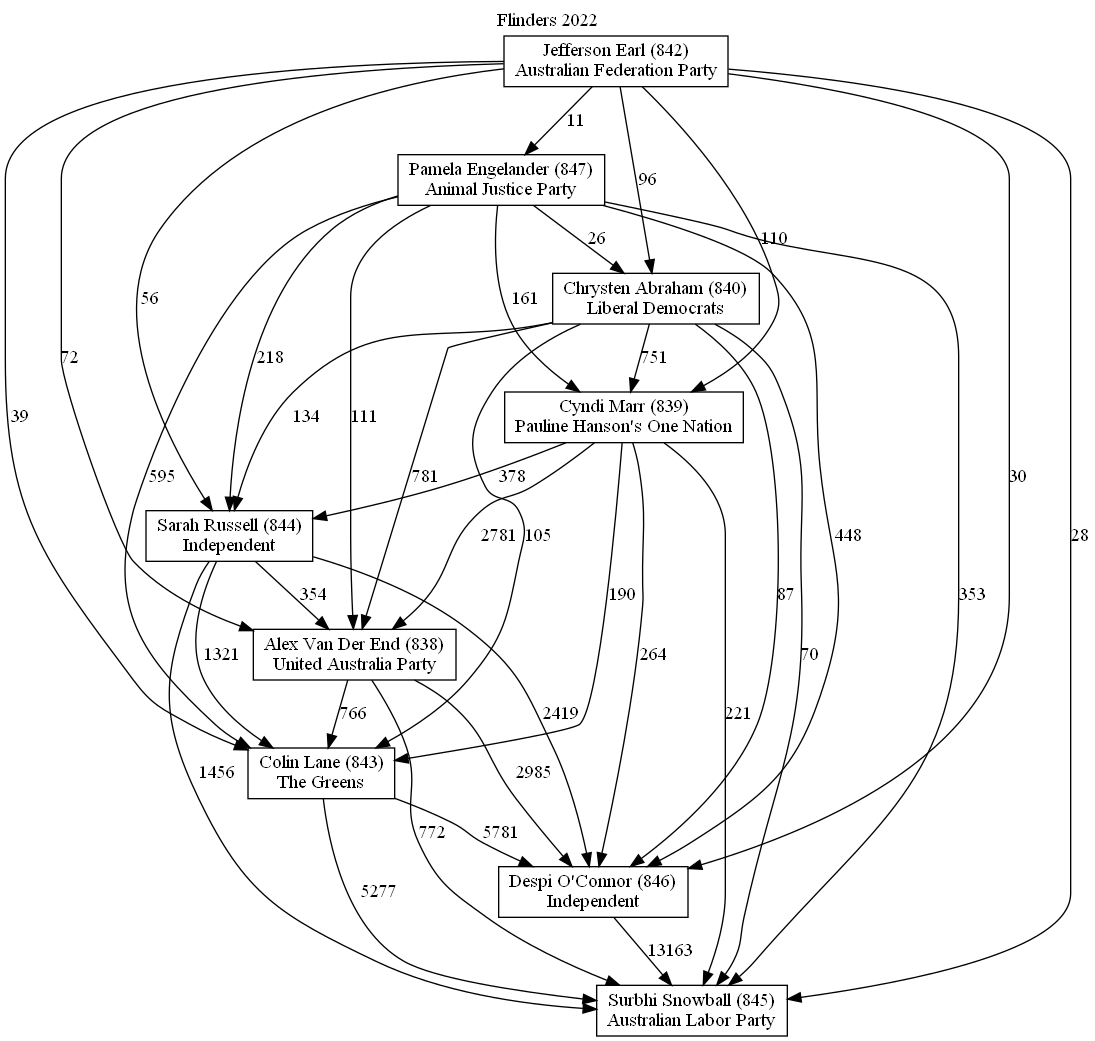 Flinders 2022
Jefferson Earl (842)
Australian Federation Party
11
Pamela Engelander (847)
Animal Justice Party
96
110
26
Chrysten Abraham (840)
Liberal Democrats
56
161
72
218
751
Cyndi Marr (839)
Pauline Hanson's One Nation
39
134
111
595
781
378
30
Sarah Russell (844)
Independent
2781
105
448
28
354
190
87
353
Alex Van Der End (838)
United Australia Party
1321
264
70
766
2419
221
Colin Lane (843)
The Greens
1456
2985
772
5781
Despi O'Connor (846)
Independent
5277
13163
Surbhi Snowball (845)
Australian Labor Party